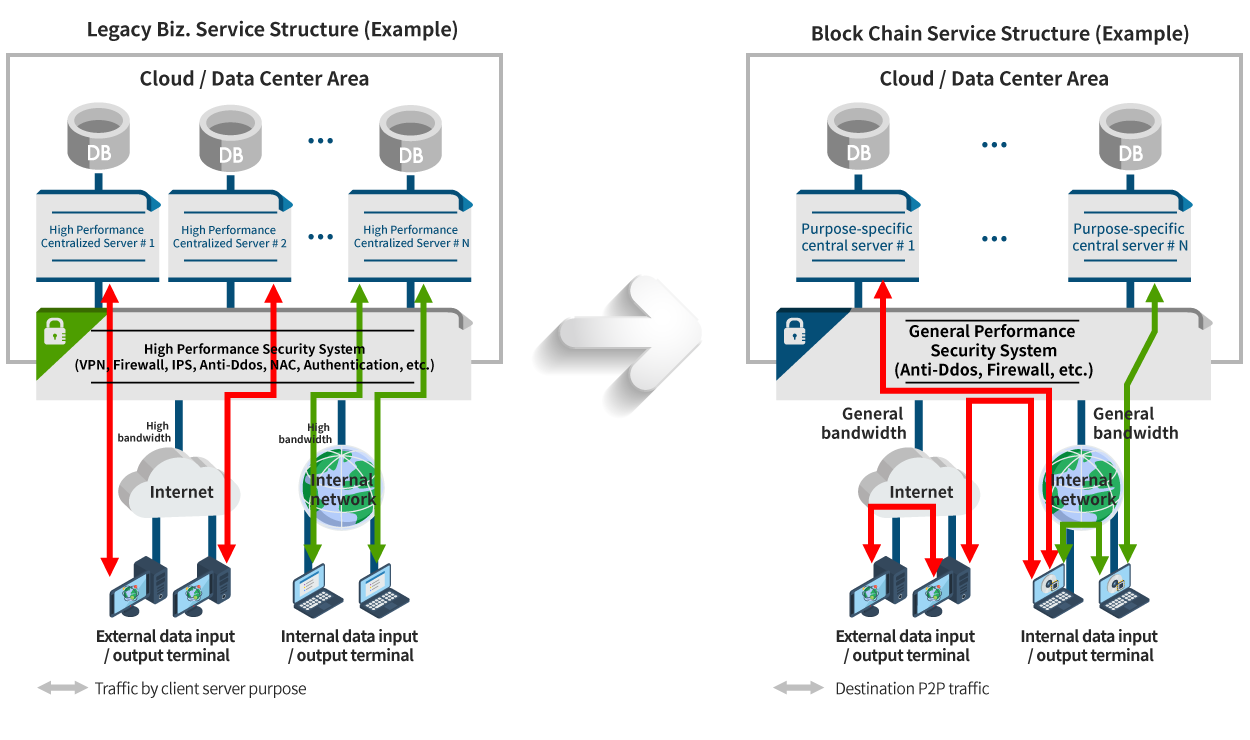 Legacy Biz. Service Structure (Example)
Cloud / Data Center Area
DB
DB
...
DB
High Performance
Centralized Server # 1
High Performance
Centralized Server # 2
...
High Performance
Centralized Server # N
High Performance Security System
(VPN, Firewall, IPS, Anti-Ddos, NAC, Authentication, etc.)
High
bandwidth
High
bandwidth
Internet
Internal
network
External data input
/ output terminal
Internal data input
/ output terminal
Traffic by client server purpose
Block Chain Service Structure (Example)
Cloud / Data Center Area
DB
...
DB
Purpose-specific
central server # 1
...
Purpose-specific
central server # N
General Performance
Security System
(Anti-Ddos, Firewall, etc.)
General
bandwidth
General
bandwidth
Internet
Internal
network
External data input
/ output terminal
Internal data input
/ output terminal
Destination P2P traffic